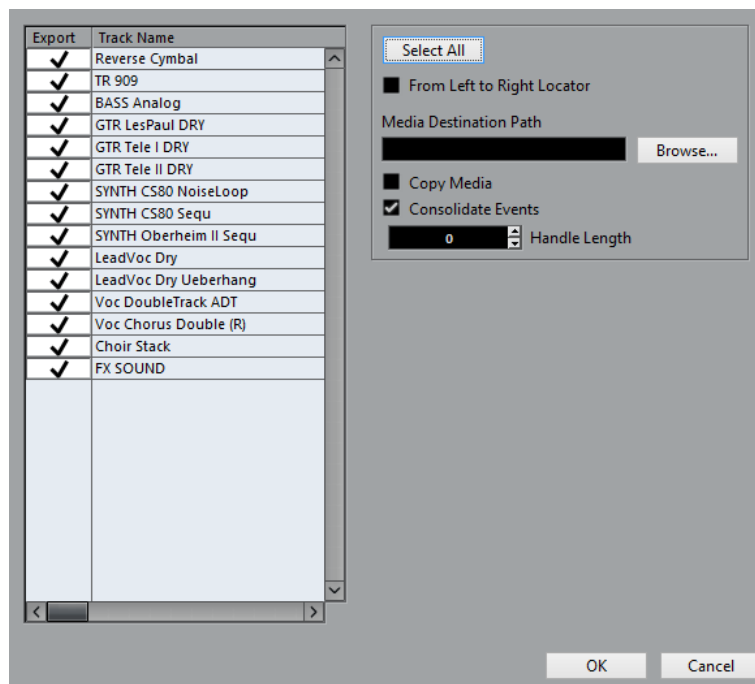 Export Track Name
Reverse Cymbal
TR 909
BASS Analog
GTR LesPaul DRY
GTR Tele I DRY
GTR Tele II DRY
SYNTH CS80 NoiseLoop
SYNTH CS80 Sequ
SYNTH Oberheim II Sequ
LeadVoc Dry
LeadVoc Dry Ueberhang
Voc DoubleTrack ADT
Voc Chorus Double (R)
Choir Stack
FX SOUND
Select All
From Left to Right Locator
Media Destination Path
Browse...
Copy Media
Consolidate Events
0 Handle Length
OK Cancel